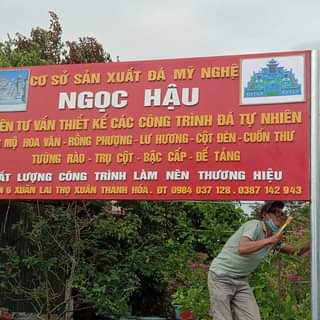 CƠ SỞ SẢN XUẤT ĐÁ MỸ NGHỆ
NGỌC HẬU
ÊN TƯ VẤN THIẾT KẾ CÁC CÔNG TRÌNH ĐÁ TỰ NHIÊN
MỘ HOA VĂN - RỒNG PHƯỢNG - LƯ HƯƠNG - CỘT ĐÈN - CUỐN THƯ
TƯỜNG RÀO - TRỤ CỘT - BẬC CẤP - ĐẾ TẢNG
ẤT LƯỢNG CÔNG TRÌNH LÀM NÊN THƯƠNG HIỆU
6 XUÂN LAI THỌ XUÂN THANH HÓA. ĐT 0984 037 128 .0387 142 943